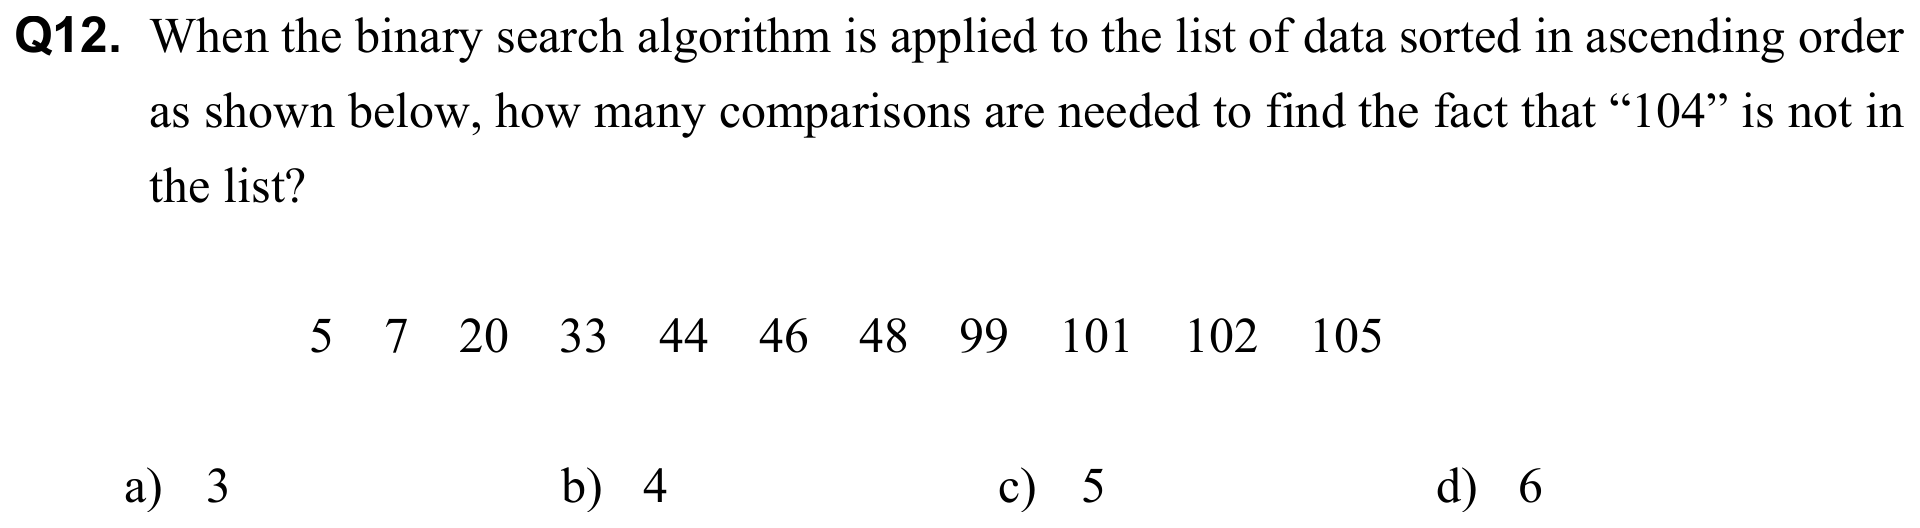 Q12. When the binary search algorithm is applied to the list of data sorted in ascending order
as shown below, how many comparisons are needed to find the fact that “104” is not in
the list?
5 7 20 33 44 46 48 99 101 102 105
a) 3 b) 4 c) 5 d) 6